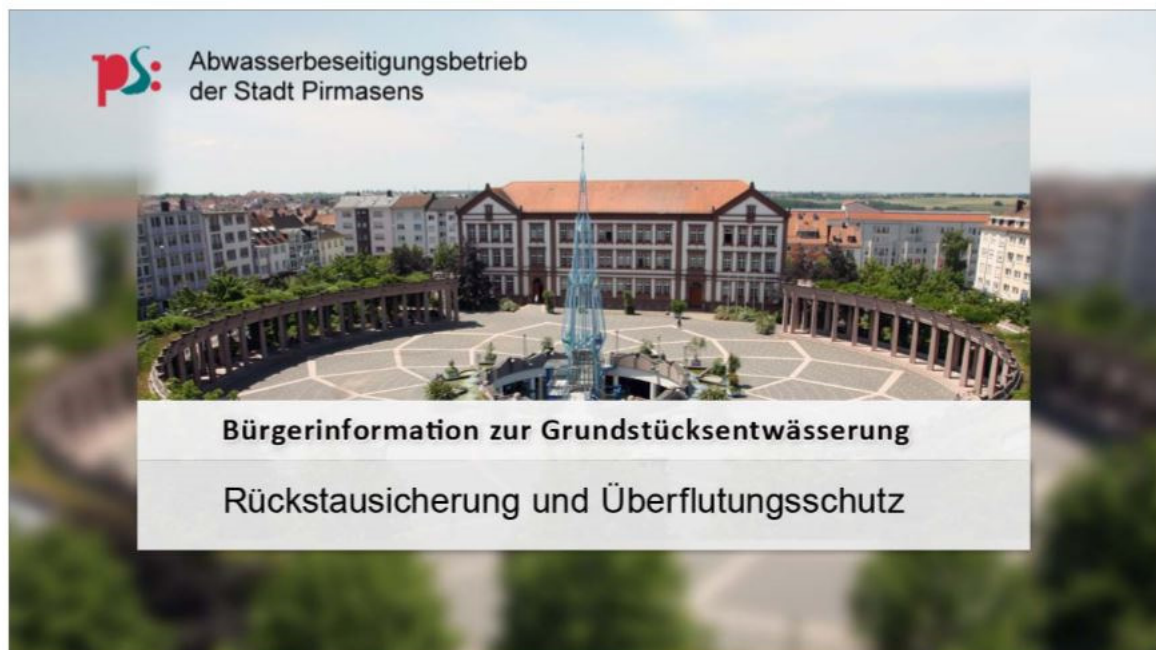 ps:
Abwasserbeseitigungsbetrieb
der Stadt Pirmasens
Bürgerinformation zur Grundstücksentwässerung
Rückstausicherung und Überflutungsschutz